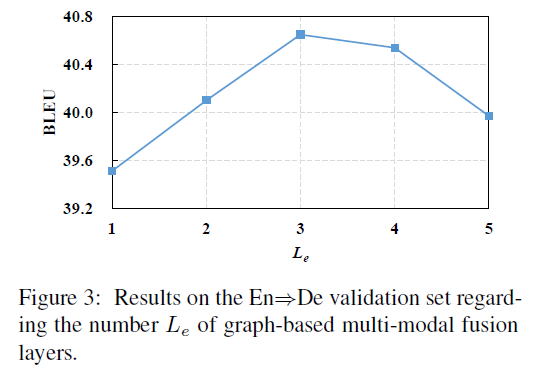 40.8
40.4
40.0
39.6
39.2
BLEU
1 2 3 4 5
Le
Figure 3: Results on the En⇒De validation set regard-
ing the number Le of graph-based multi-modal fusion
layers.